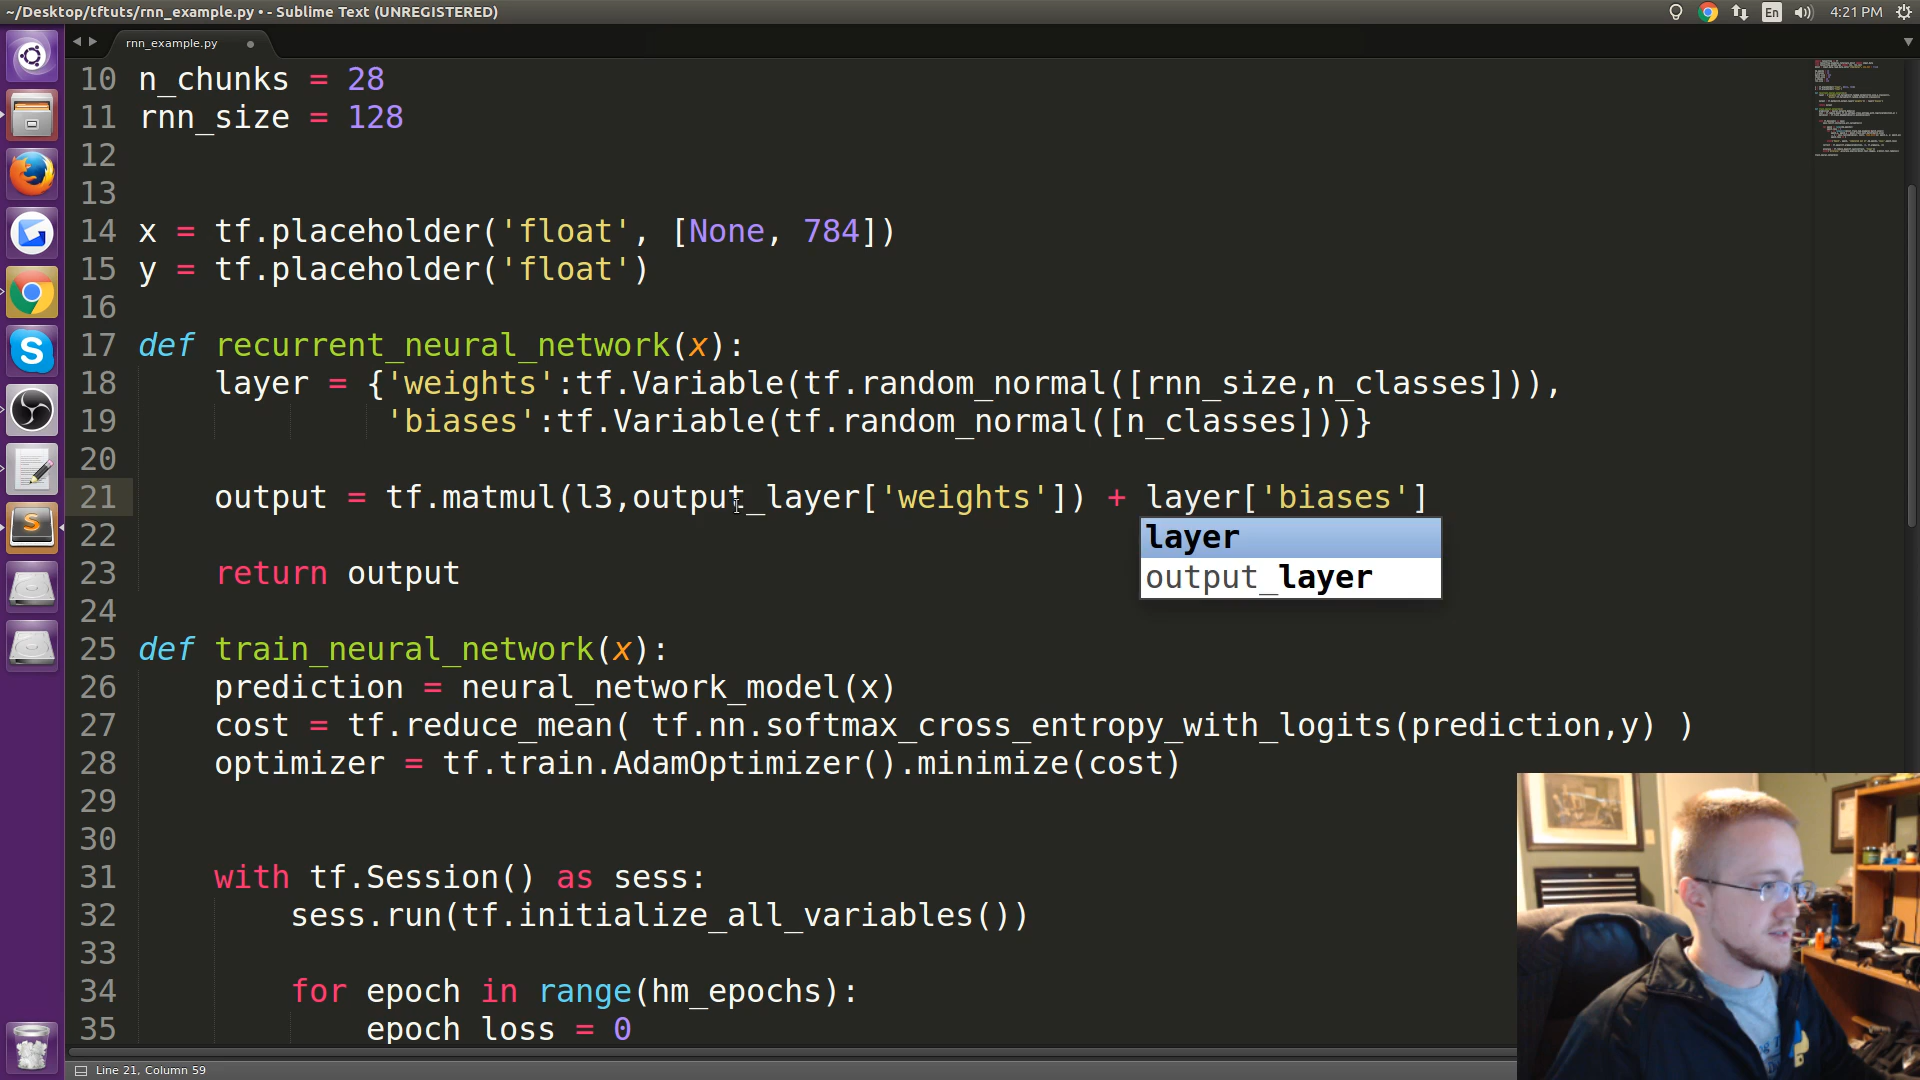 ~/Desktop/tftuts/rnn_example.py • - Sublime Text (UNREGISTERED)
En
4:21 PM
rnn_example.py
10 n_chunks = 28
11 rnn_size = 128
12
13
14 x = tf.placeholder('float', [None, 784])
15 y = tf.placeholder('float')
16
17 def recurrent_neural_network(x):
18 layer = {'weights':tf.Variable(tf.random_normal([rnn_size,n_classes])),
19 'biases':tf.Variable(tf.random_normal([n_classes]))}
20
21 output = tf.matmul(l3,output_layer['weights']) + layer['biases']
layer
output_layer
22
23 return output
24
25 def train_neural_network(x):
26 prediction = neural_network_model(x)
27 cost = tf.reduce_mean( tf.nn.softmax_cross_entropy_with_logits(prediction,y) )
28 optimizer = tf.train.AdamOptimizer().minimize(cost)
29
30
31 with tf.Session() as sess:
32 sess.run(tf.initialize_all_variables())
33
34 for epoch in range(hm_epochs):
35 epoch_loss = 0
Line 21, Column 59